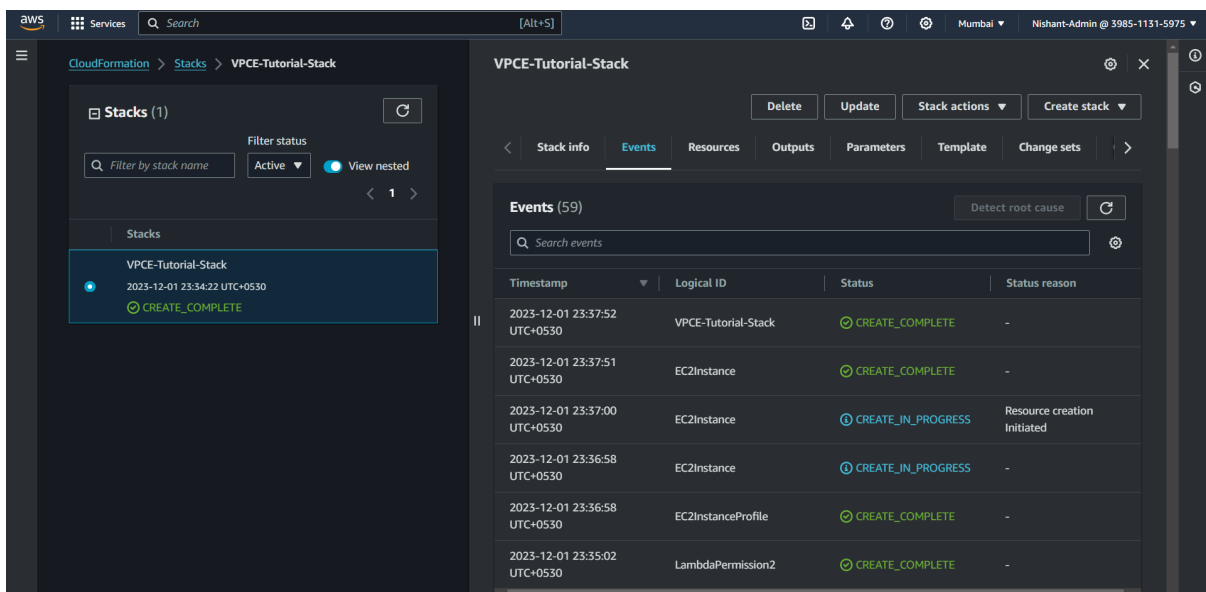 aws Services Search [Alt+S] Mumbai Nishant-Admin @ 3985-1131-5975
CloudFormation > Stacks > VPCE-Tutorial-Stack
Stacks (1)
Filter status
Filter by stack name Active View nested
1
Stacks
VPCE-Tutorial-Stack
2023-12-01 23:34:22 UTC+0530
CREATE_COMPLETE
VPCE-Tutorial-Stack
Delete Update Stack actions Create stack
Stack info Events Resources Outputs Parameters Template Change sets
Events (59) Detect root cause
Search events
Timestamp Logical ID Status Status reason
2023-12-01 23:37:52
UTC+0530 VPCE-Tutorial-Stack CREATE_COMPLETE -
2023-12-01 23:37:51
UTC+0530 EC2Instance CREATE_COMPLETE -
2023-12-01 23:37:00 Resource creation
UTC+0530 EC2Instance CREATE_IN_PROGRESS Initiated
2023-12-01 23:36:58
UTC+0530 EC2Instance CREATE_IN_PROGRESS -
2023-12-01 23:36:58
UTC+0530 EC2InstanceProfile CREATE_COMPLETE -
2023-12-01 23:35:02
UTC+0530 LambdaPermission2 CREATE_COMPLETE -